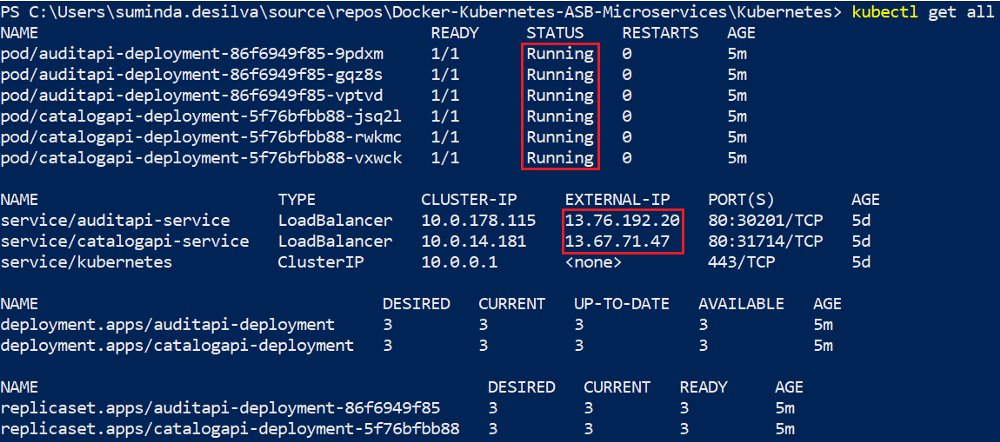 PS C:\Users\suminda.desilva\source\repos\Docker-Kubernetes-ASB-Microservices\Kubernetes> kubectl get all
NAME READY STATUS RESTARTS AGE
pod/auditapi-deployment-86f6949f85-9pdxm 1/1 Running 0 5m
pod/auditapi-deployment-86f6949f85-gqz8s 1/1 Running 0 5m
pod/auditapi-deployment-86f6949f85-vptvd 1/1 Running 0 5m
pod/catalogapi-deployment-5f76bfbb88-jsq2l 1/1 Running 0 5m
pod/catalogapi-deployment-5f76bfbb88-rwkmc 1/1 Running 0 5m
pod/catalogapi-deployment-5f76bfbb88-vxwck 1/1 Running 0 5m
NAME TYPE CLUSTER-IP EXTERNAL-IP PORT(S) AGE
service/auditapi-service LoadBalancer 10.0.178.115 13.76.192.20 80:30201/TCP 5d
service/catalogapi-service LoadBalancer 10.0.14.181 13.67.71.47 80:31714/TCP 5d
service/kubernetes ClusterIP 10.0.0.1 <none> 443/TCP 5d
NAME DESIRED CURRENT UP-TO-DATE AVAILABLE AGE
deployment.apps/auditapi-deployment 3 3 3 3 5m
deployment.apps/catalogapi-deployment 3 3 3 3 5m
NAME DESIRED CURRENT READY AGE
replicaset.apps/auditapi-deployment-86f6949f85 3 3 3 5m
replicaset.apps/catalogapi-deployment-5f76bfbb88 3 3 3 5m